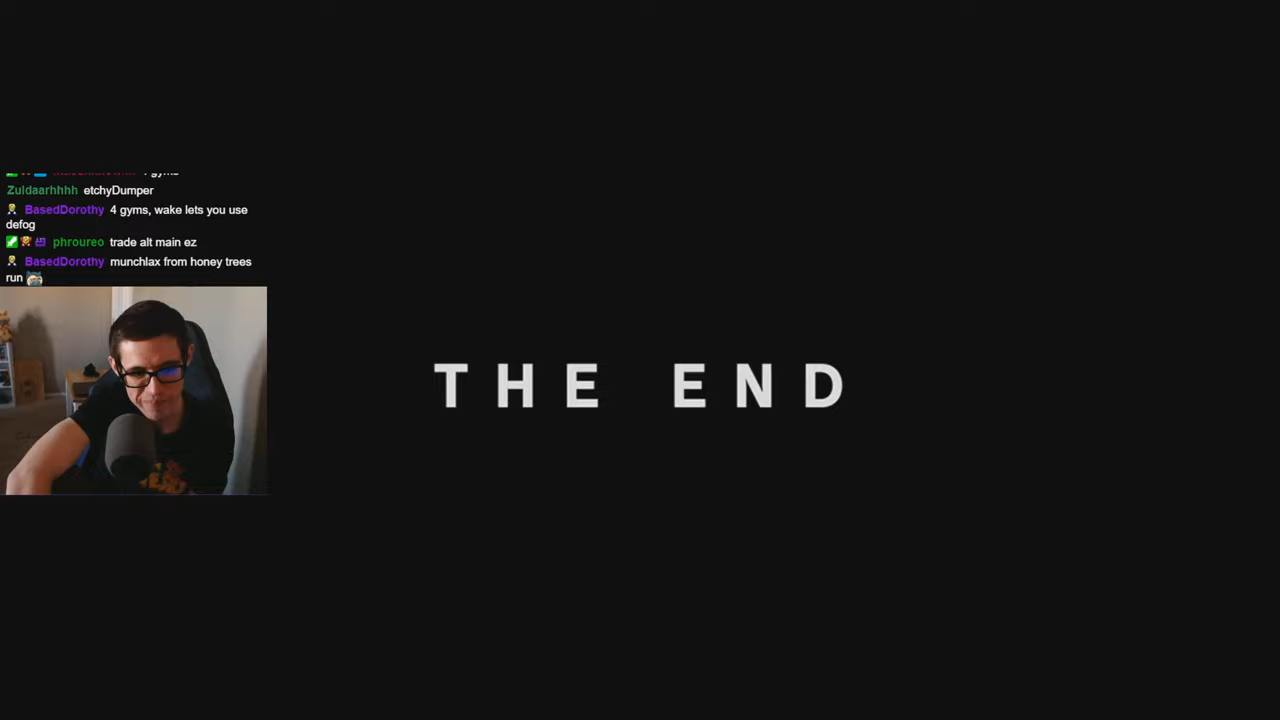 Zuldaarhhhh etchyDumper
BasedDorothy 4 gyms, wake lets you use
defog
phroureo trade alt main ez
BasedDorothy munchlax from honey trees
run
THE END